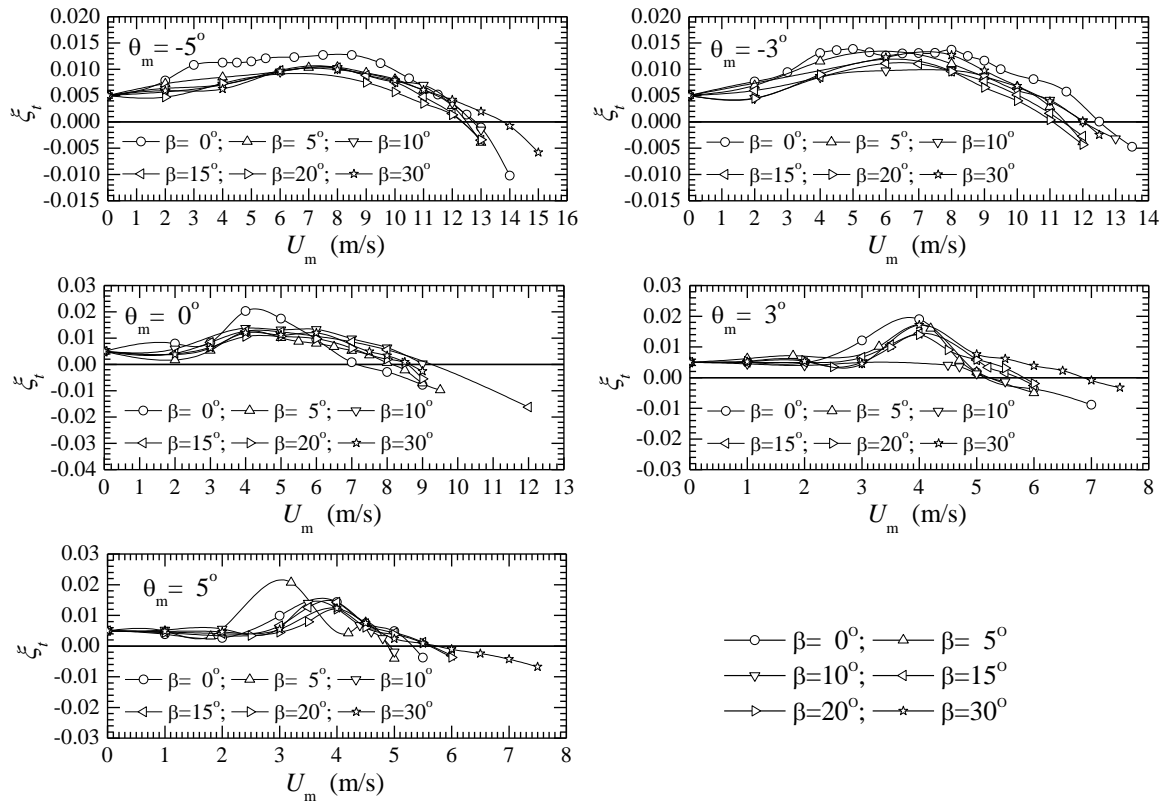 0.020
0.015
0.010
0.005
0.000
-0.005
-0.010
-0.015
ξt
θm= -5°
β= 0°; β= 5°; β=10°
β=15°; β=20°; β=30°
0 1 2 3 4 5 6 7 8 9 10 11 12 13 14 15 16
Um (m/s)
0.020
0.015
0.010
0.005
0.000
-0.005
-0.010
-0.015
ξt
θm= -3°
β= 0°; β= 5°; β=10°
β=15°; β=20°; β=30°
0 1 2 3 4 5 6 7 8 9 10 11 12 13 14
Um (m/s)
0.03
0.02
0.01
0.00
-0.01
-0.02
-0.03
-0.04
ξt
θm= 0°
β= 0°; β= 5°; β=10°
β=15°; β=20°; β=30°
0 1 2 3 4 5 6 7 8 9 10 11 12 13
Um (m/s)
0.03
0.02
0.01
0.00
-0.01
-0.02
-0.03
ξt
θm= 3°
β= 0°; β= 5°; β=10°
β=15°; β=20°; β=30°
0 1 2 3 4 5 6 7 8
Um (m/s)
0.03
0.02
0.01
0.00
-0.01
-0.02
-0.03
ξt
θm= 5°
β= 0°; β= 5°; β=10°
β=15°; β=20°; β=30°
0 1 2 3 4 5 6 7 8
Um (m/s)
β= 0°; β= 5°
β=10°; β=15°
β=20°; β=30°